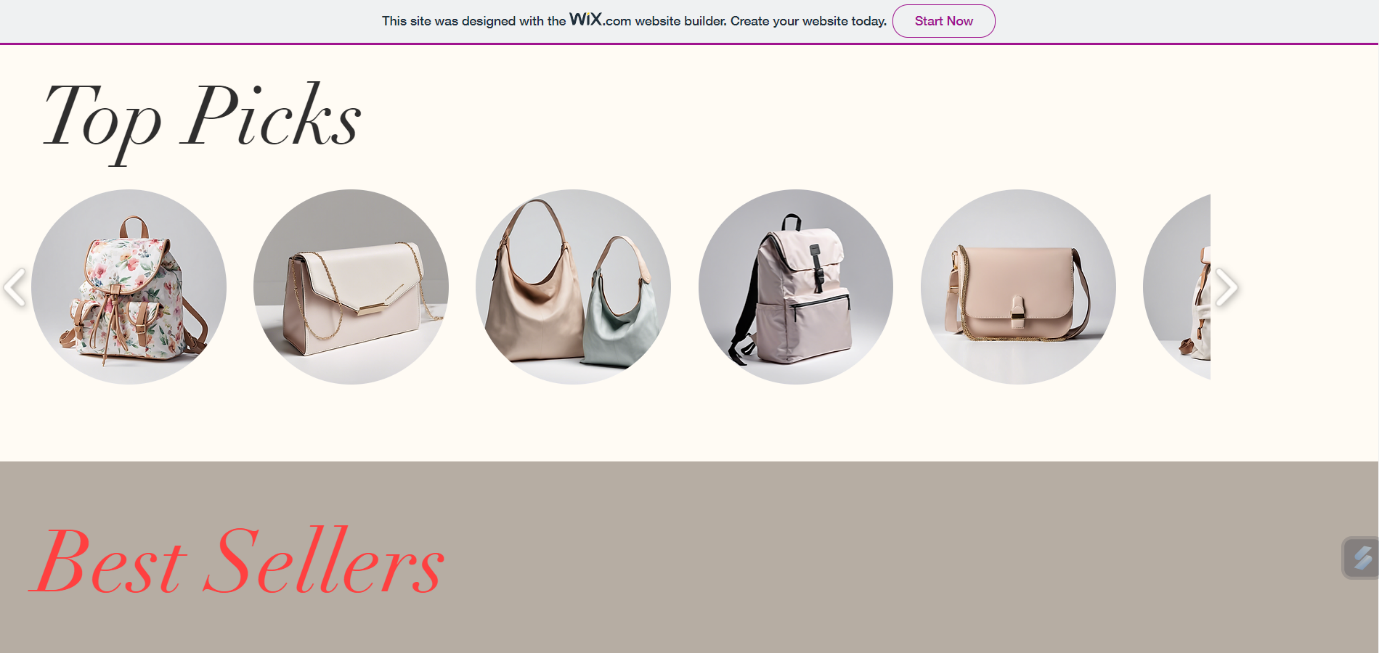 This site was designed with the WiX.com website builder. Create your website today. Start Now
Top Picks
Best Sellers